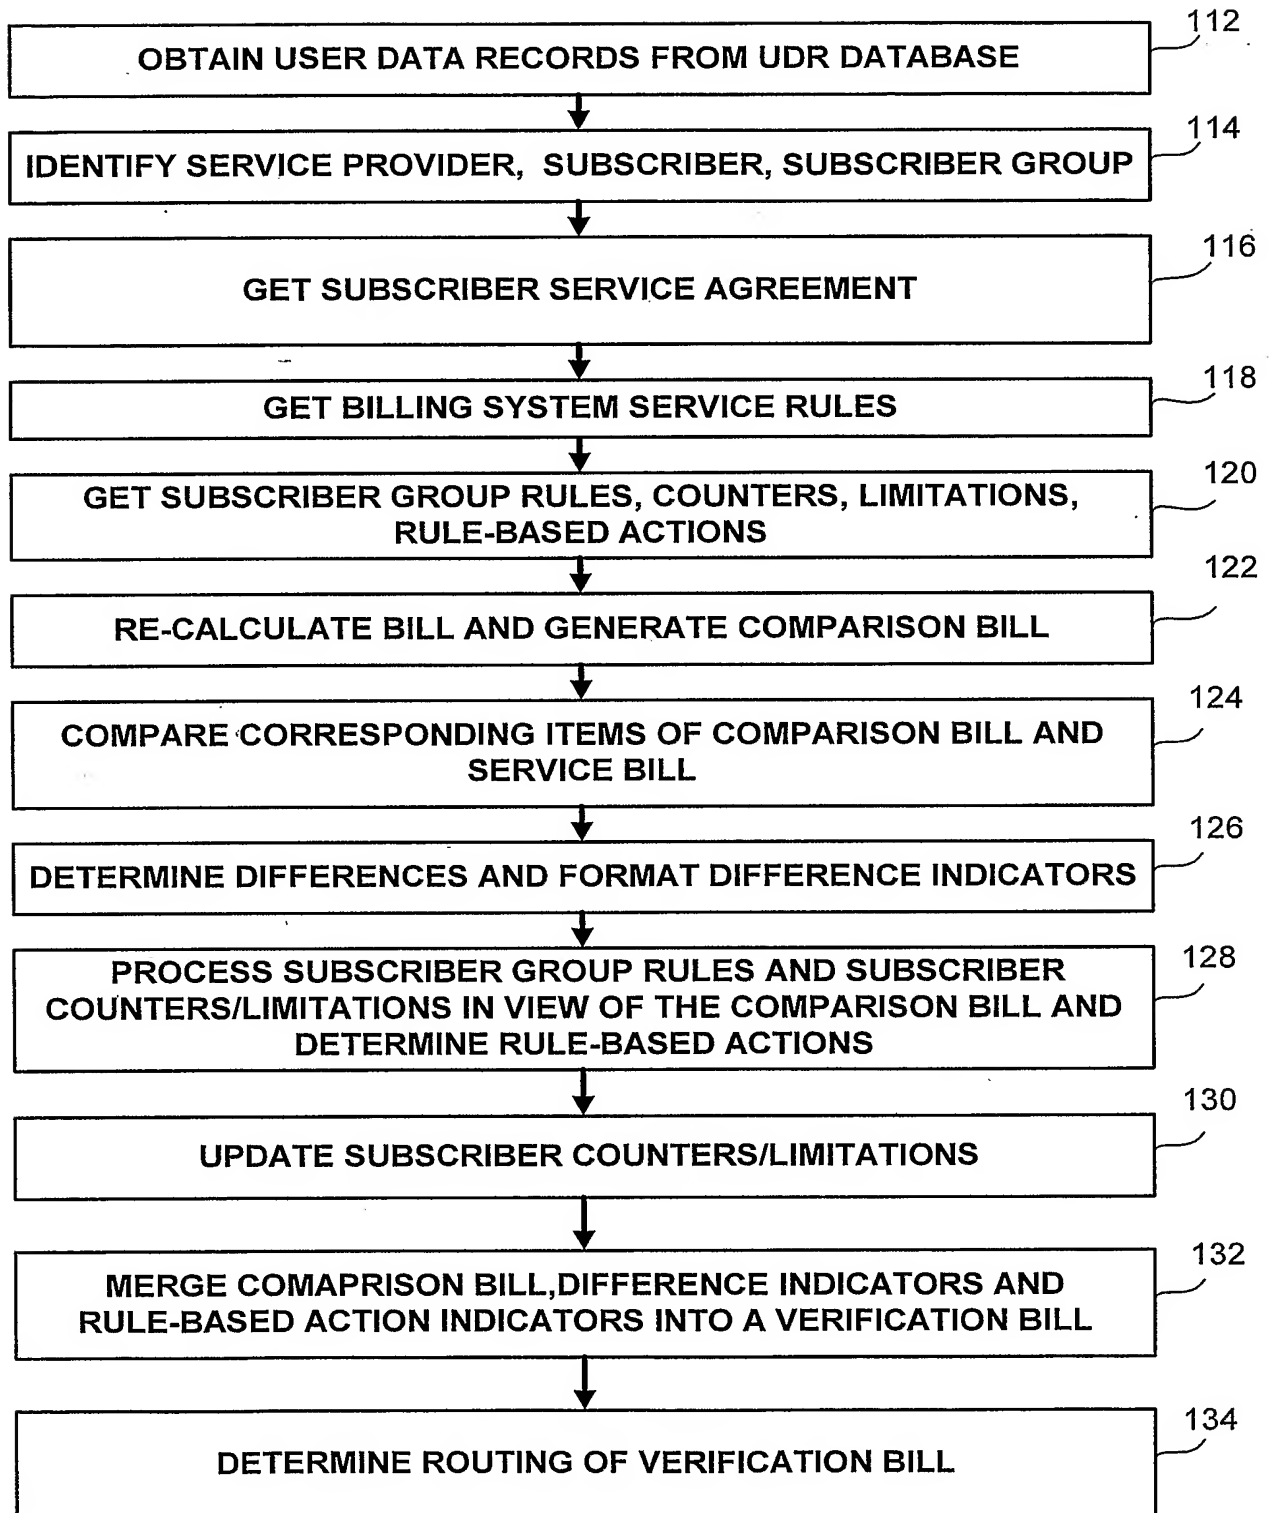 112
OBTAIN USER DATA RECORDS FROM UDR DATABASE
114
IDENTIFY SERVICE PROVIDER, SUBSCRIBER, SUBSCRIBER GROUP
116
GET SUBSCRIBER SERVICE AGREEMENT
118
GET BILLING SYSTEM SERVICE RULES
120
GET SUBSCRIBER GROUP RULES, COUNTERS, LIMITATIONS,
RULE-BASED ACTIONS
122
RE-CALCULATE BILL AND GENERATE COMPARISON BILL
124
COMPARE CORRESPONDING ITEMS OF COMPARISON BILL AND
SERVICE BILL
126
DETERMINE DIFFERENCES AND FORMAT DIFFERENCE INDICATORS
128
PROCESS SUBSCRIBER GROUP RULES AND SUBSCRIBER
COUNTERS/LIMITATIONS IN VIEW OF THE COMPARISON BILL AND
DETERMINE RULE-BASED ACTIONS
130
UPDATE SUBSCRIBER COUNTERS/LIMITATIONS
132
MERGE COMAPRISON BILL,DIFFERENCE INDICATORS AND
RULE-BASED ACTION INDICATORS INTO A VERIFICATION BILL
134
DETERMINE ROUTING OF VERIFICATION BILL